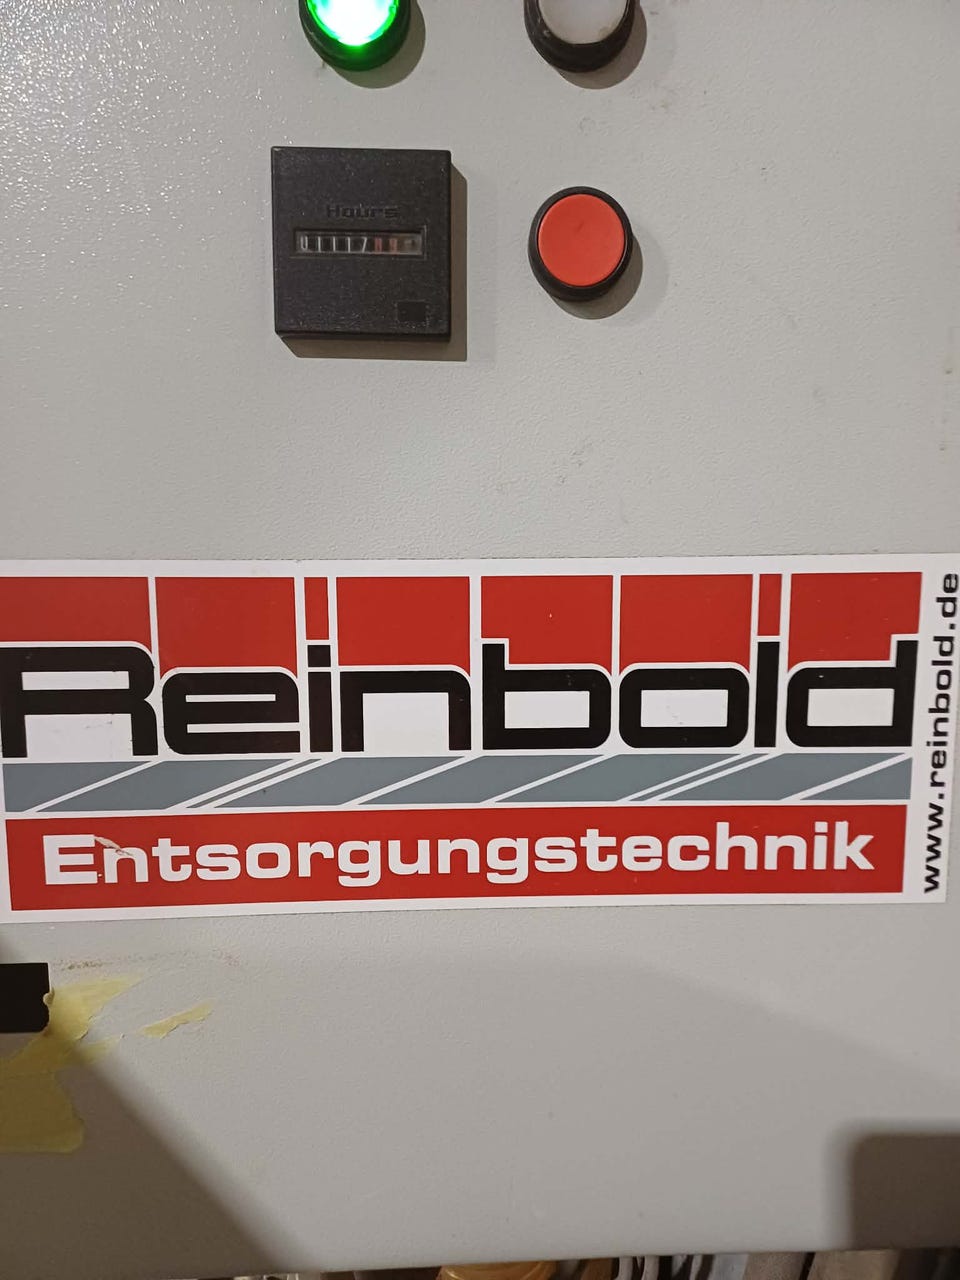 Hours
Reinbold
Entsorgungstechnik
www.reinbold.de